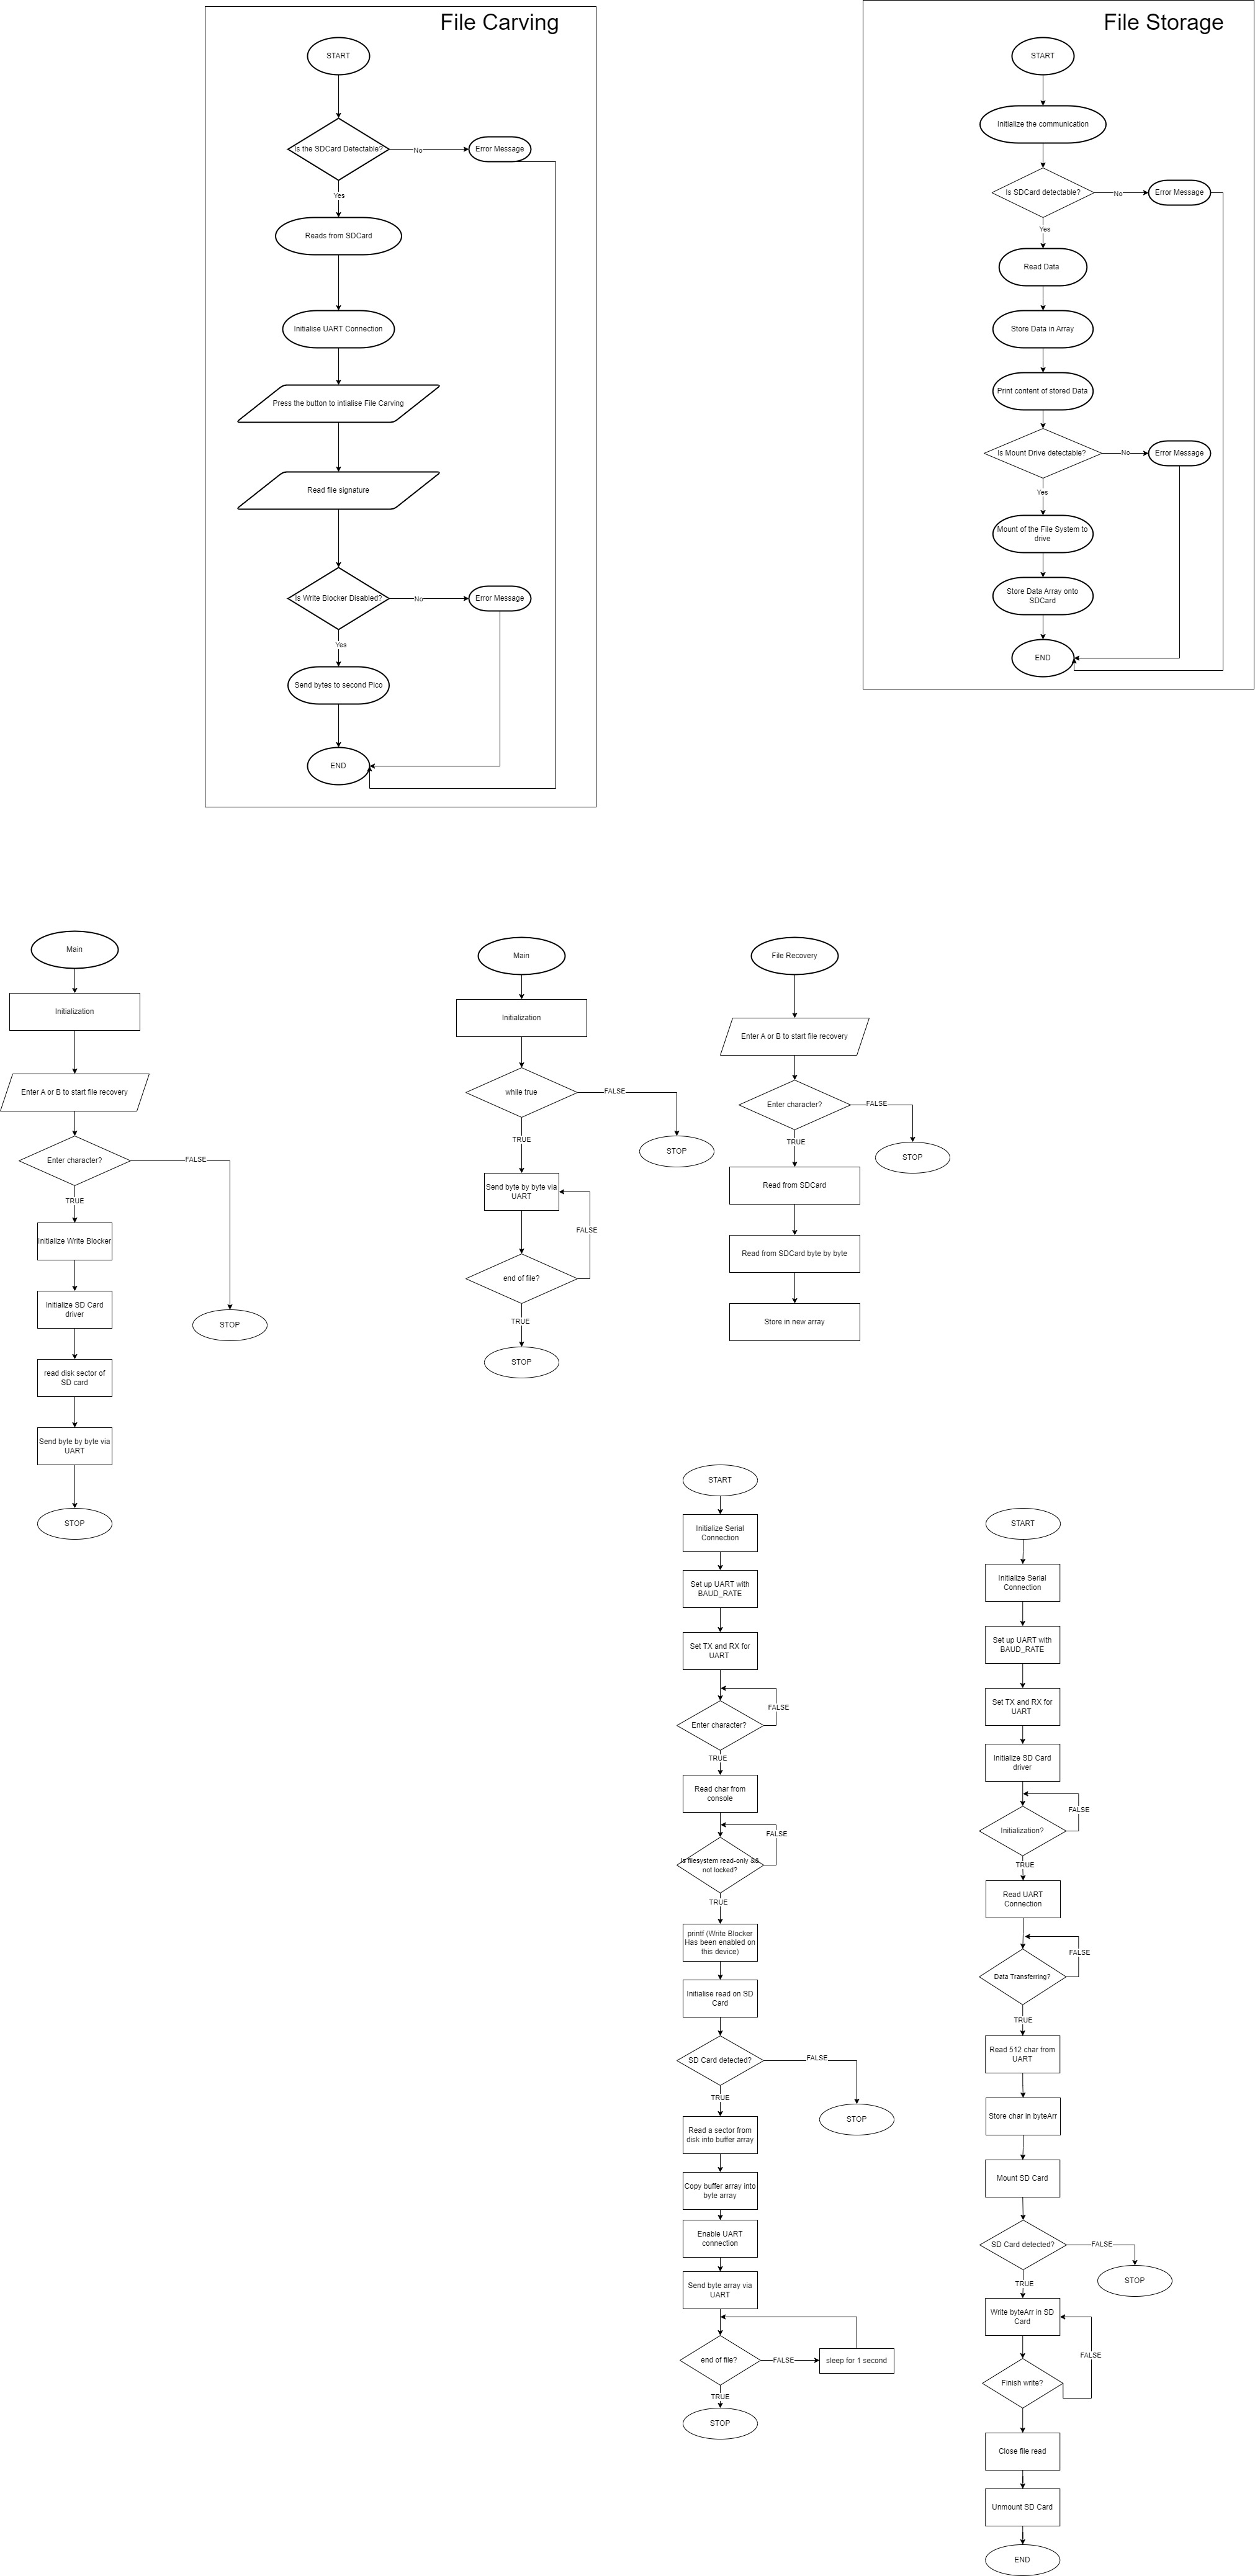 File Carving
START
Is the SDCard Detectable?
No
Error Message
Yes
Reads from SDCard
Initialise UART Connection
Press the button to intialise File Carving
Read file signature
Is Write Blocker Disabled?
No
Error Message
Yes
Send bytes to second Pico
END
File Storage
START
Initialize the communication
Is SDCard detectable?
No
Error Message
Yes
Read Data
Store Data in Array
Print content of stored Data
Is Mount Drive detectable?
No
Error Message
Yes
Mount of the File System to
drive
Store Data Array onto
SDCard
END
Main
Initialization
Enter A or B to start file recovery
Enter character?
FALSE
TRUE
Initialize Write Blocker
Initialize SD Card
driver
STOP
read disk sector of
SD card
Send byte by byte via
UART
STOP
Main
Initialization
while true
FALSE
STOP
TRUE
Send byte by byte via
UART
FALSE
end of file?
TRUE
STOP
File Recovery
Enter A or B to start file recovery
Enter character?
FALSE
STOP
TRUE
Read from SDCard
Read from SDCard byte by byte
Store in new array
START
Initialize Serial
Connection
Set up UART with
BAUD_RATE
Set TX and RX for
UART
Enter character?
FALSE
TRUE
Read char from
console
FALSE
Is filesystem read-only &&
not locked?
TRUE
printf (Write Blocker
Has been enabled on
this device)
Initialise read on SD
Card
SD Card detected?
FALSE
STOP
TRUE
Read a sector from
disk into buffer array
Copy buffer array into
byte array
Enable UART
connection
Send byte array via
UART
end of file?
FALSE
sleep for 1 second
TRUE
STOP
START
Initialize Serial
Connection
Set up UART with
BAUD_RATE
Set TX and RX for
UART
Initialize SD Card
driver
FALSE
Initialization?
TRUE
Read UART
Connection
FALSE
Data Transferring?
TRUE
Read 512 char from
UART
Store char in byteArr
Mount SD Card
SD Card detected?
FALSE
STOP
TRUE
Write byteArr in SD
Card
FALSE
Finish write?
Close file read
Unmount SD Card
END